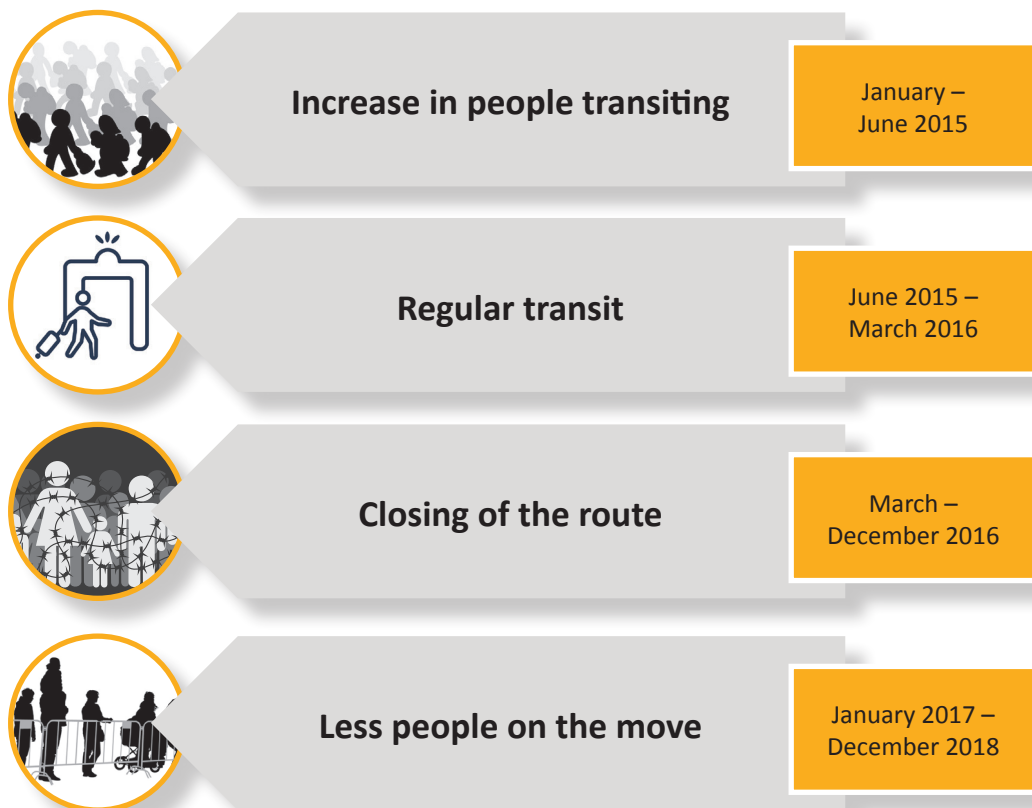 Increase in people transiting
January –
June 2015
Regular transit
June 2015 –
March 2016
Closing of the route
March –
December 2016
Less people on the move
January 2017 –
December 2018